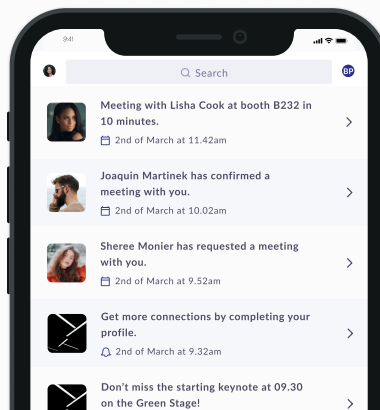 9:41
Search
BP
Meeting with Lisha Cook at booth B232 in
10 minutes.
2nd of March at 11.42am
Joaquin Martinek has confirmed a
meeting with you.
2nd of March at 10.02am
Sheree Monier has requested a meeting
with you.
2nd of March at 9.52am
Get more connections by completing your
profile.
2nd of March at 9.32am
Don't miss the starting keynote at 09.30
on the Green Stage!